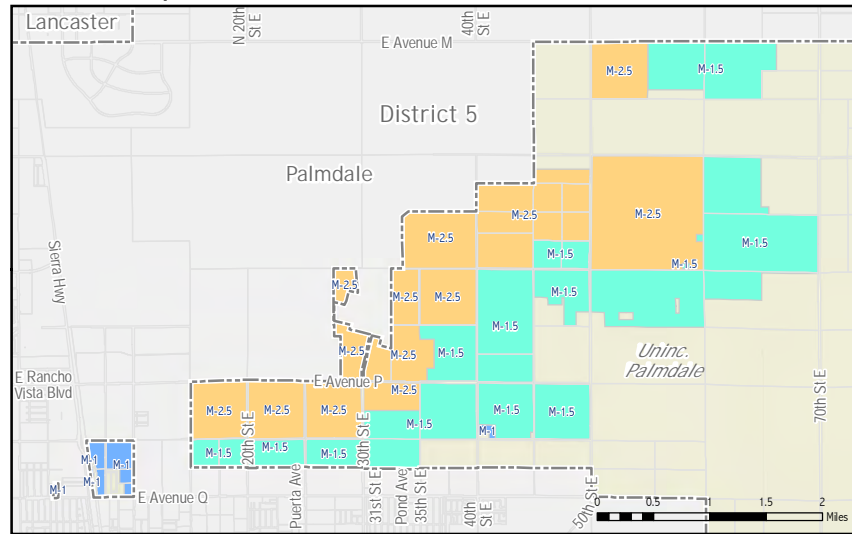 Lancaster
N 20th
St E
40th
St E
E Avenue M
M-2.5
M-1.5
District 5
Palmdale
M-2.5
M-2.5
M-2.5
M-1.5
M-1.5
M-1.5
Sierra Hwy
M-2.5
M-2.5
M-2.5
M-1.5
M-1.5
M-2.5
M-2.5
M-1.5
Uninc.
Palmdale
70th St E
E Rancho
Vista Blvd
E Avenue P
M-2.5
M-2.5
M-2.5
M-2.5
20th St E
30th St E
M-1.5
M-1.5
M-1.5
M-1
M-1.5
M-1.5
M-1.5
M-1
M-1
M-1
M-1
E Avenue Q
Puerta Ave
31st St E
Pond Ave
35th St E
40th
St E
50th St E
0 0.5 1 1.5 2
Miles